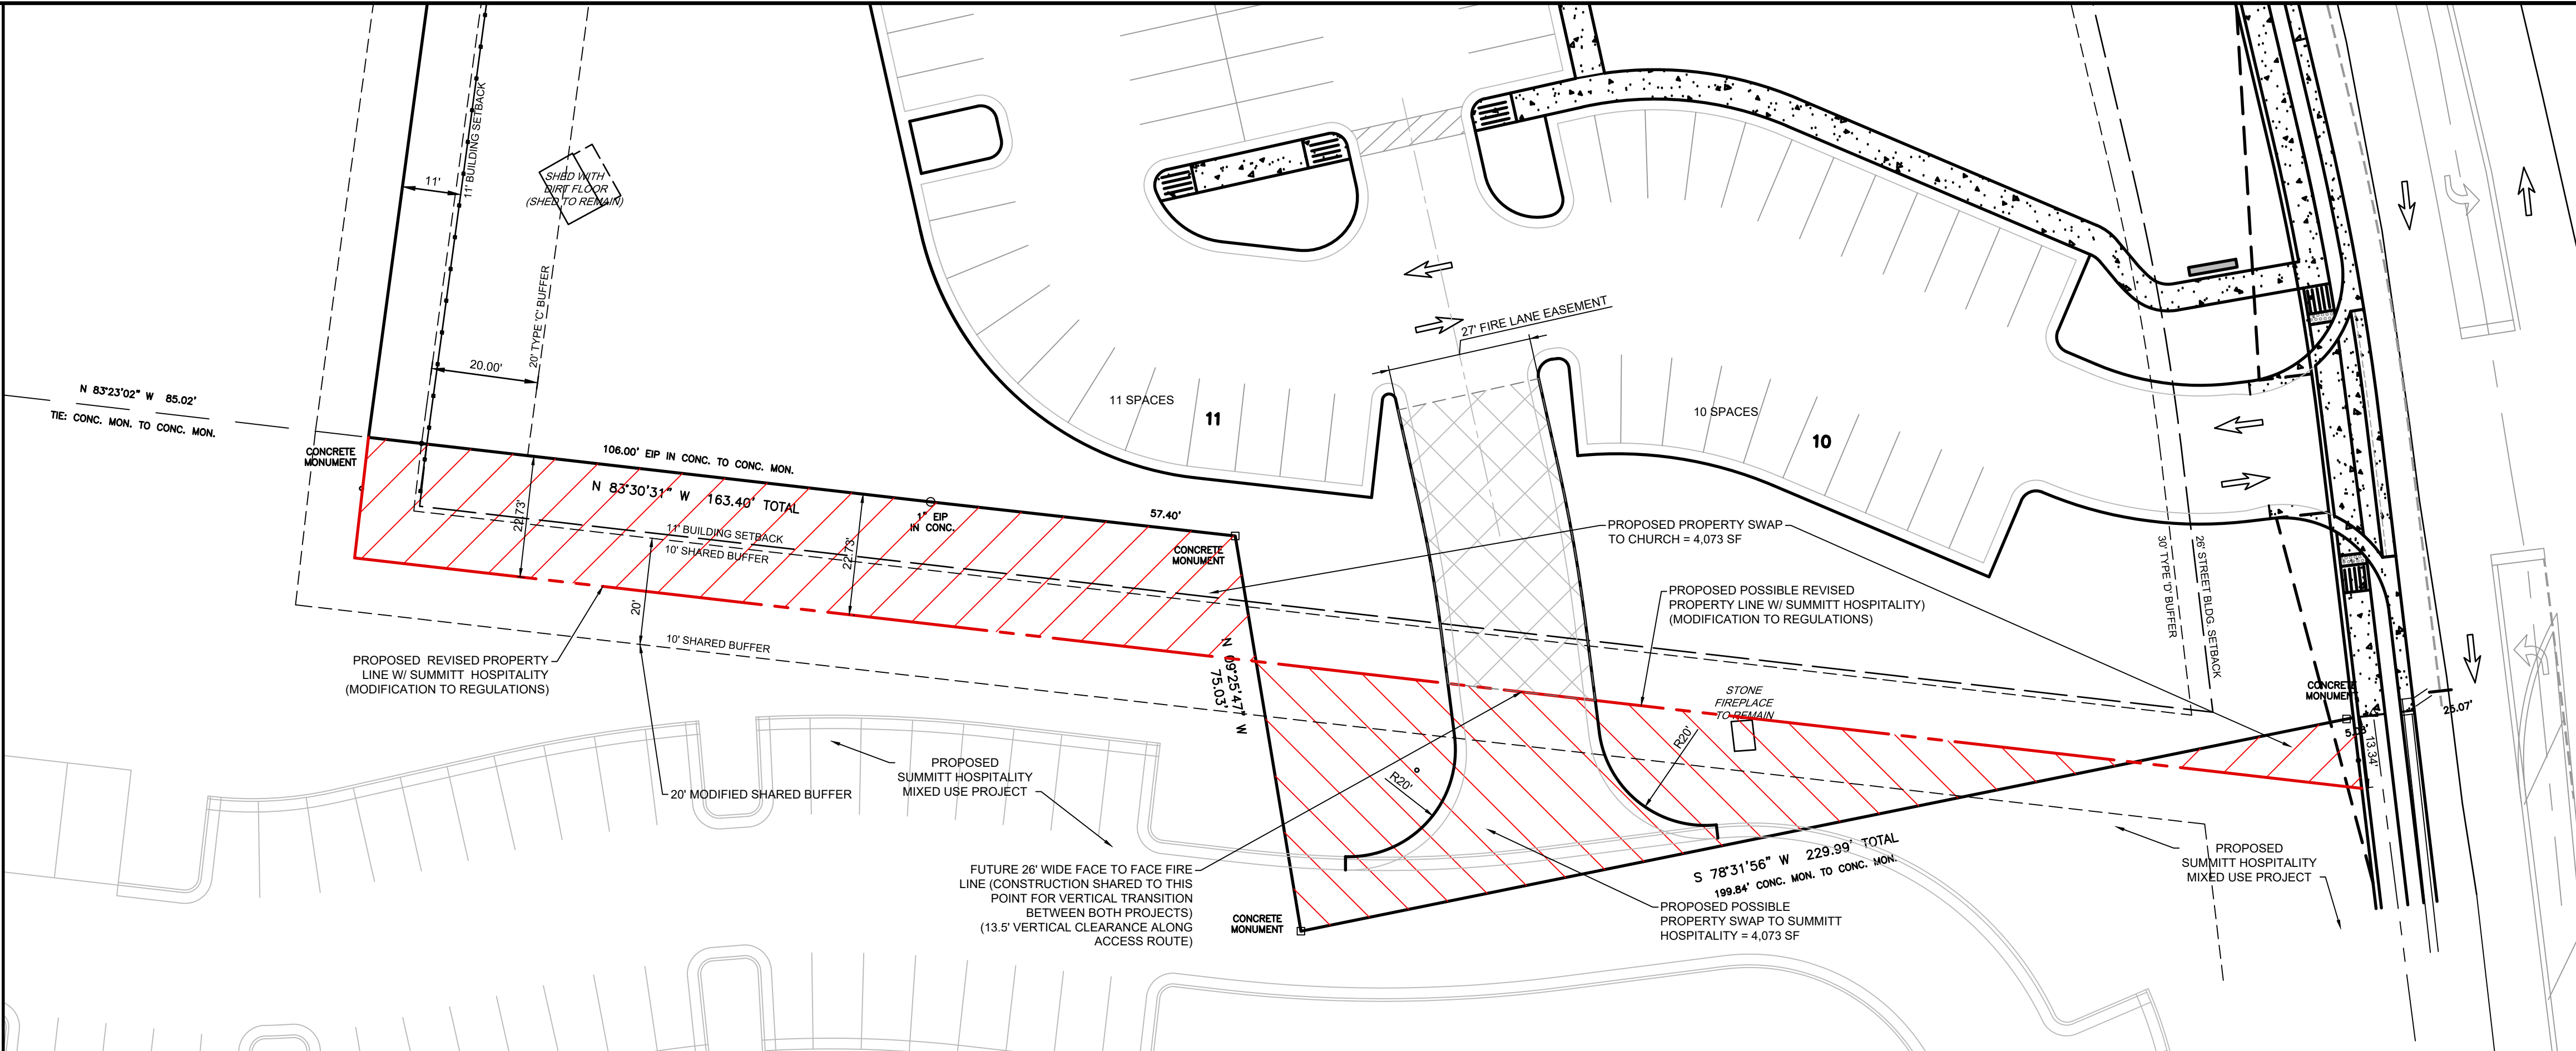 11' BUILDING SETBACK
11'
SHED WITH
DIRT FLOOR
(SHED TO REMAIN)
20' TYPE 'C' BUFFER
20.00'
N 83°23'02" W 85.02'
TIE: CONC. MON. TO CONC. MON.
CONCRETE
MONUMENT
106.00' EIP IN CONC. TO CONC. MON.
N 83°30'31" W 163.40' TOTAL
22.73'
1" EIP
IN CONC.
11' BUILDING SETBACK
10' SHARED BUFFER
22.73'
57.40'
CONCRETE
MONUMENT
20'
10' SHARED BUFFER
PROPOSED REVISED PROPERTY
LINE W/ SUMMITT HOSPITALITY
(MODIFICATION TO REGULATIONS)
20' MODIFIED SHARED BUFFER
PROPOSED
SUMMITT HOSPITALITY
MIXED USE PROJECT
N 09°25'47" W
75.03'
FUTURE 26' WIDE FACE TO FACE FIRE
LINE (CONSTRUCTION SHARED TO THIS
POINT FOR VERTICAL TRANSITION
BETWEEN BOTH PROJECTS)
(13.5' VERTICAL CLEARANCE ALONG
ACCESS ROUTE)
CONCRETE
MONUMENT
11 SPACES
11
27' FIRE LANE EASEMENT
10 SPACES
10
PROPOSED PROPERTY SWAP
TO CHURCH = 4,073 SF
PROPOSED POSSIBLE REVISED
PROPERTY LINE W/ SUMMITT HOSPITALITY)
(MODIFICATION TO REGULATIONS)
STONE
FIREPLACE
TO REMAIN
R20'
R20'
S 78°31'56" W 229.99' TOTAL
199.84' CONC. MON. TO CONC. MON.
PROPOSED POSSIBLE
PROPERTY SWAP TO SUMMITT
HOSPITALITY = 4,073 SF
30' TYPE 'D' BUFFER
26' STREET BLDG. SETBACK
CONCRETE
MONUMENT
13.34'
25.07'
PROPOSED
SUMMITT HOSPITALITY
MIXED USE PROJECT